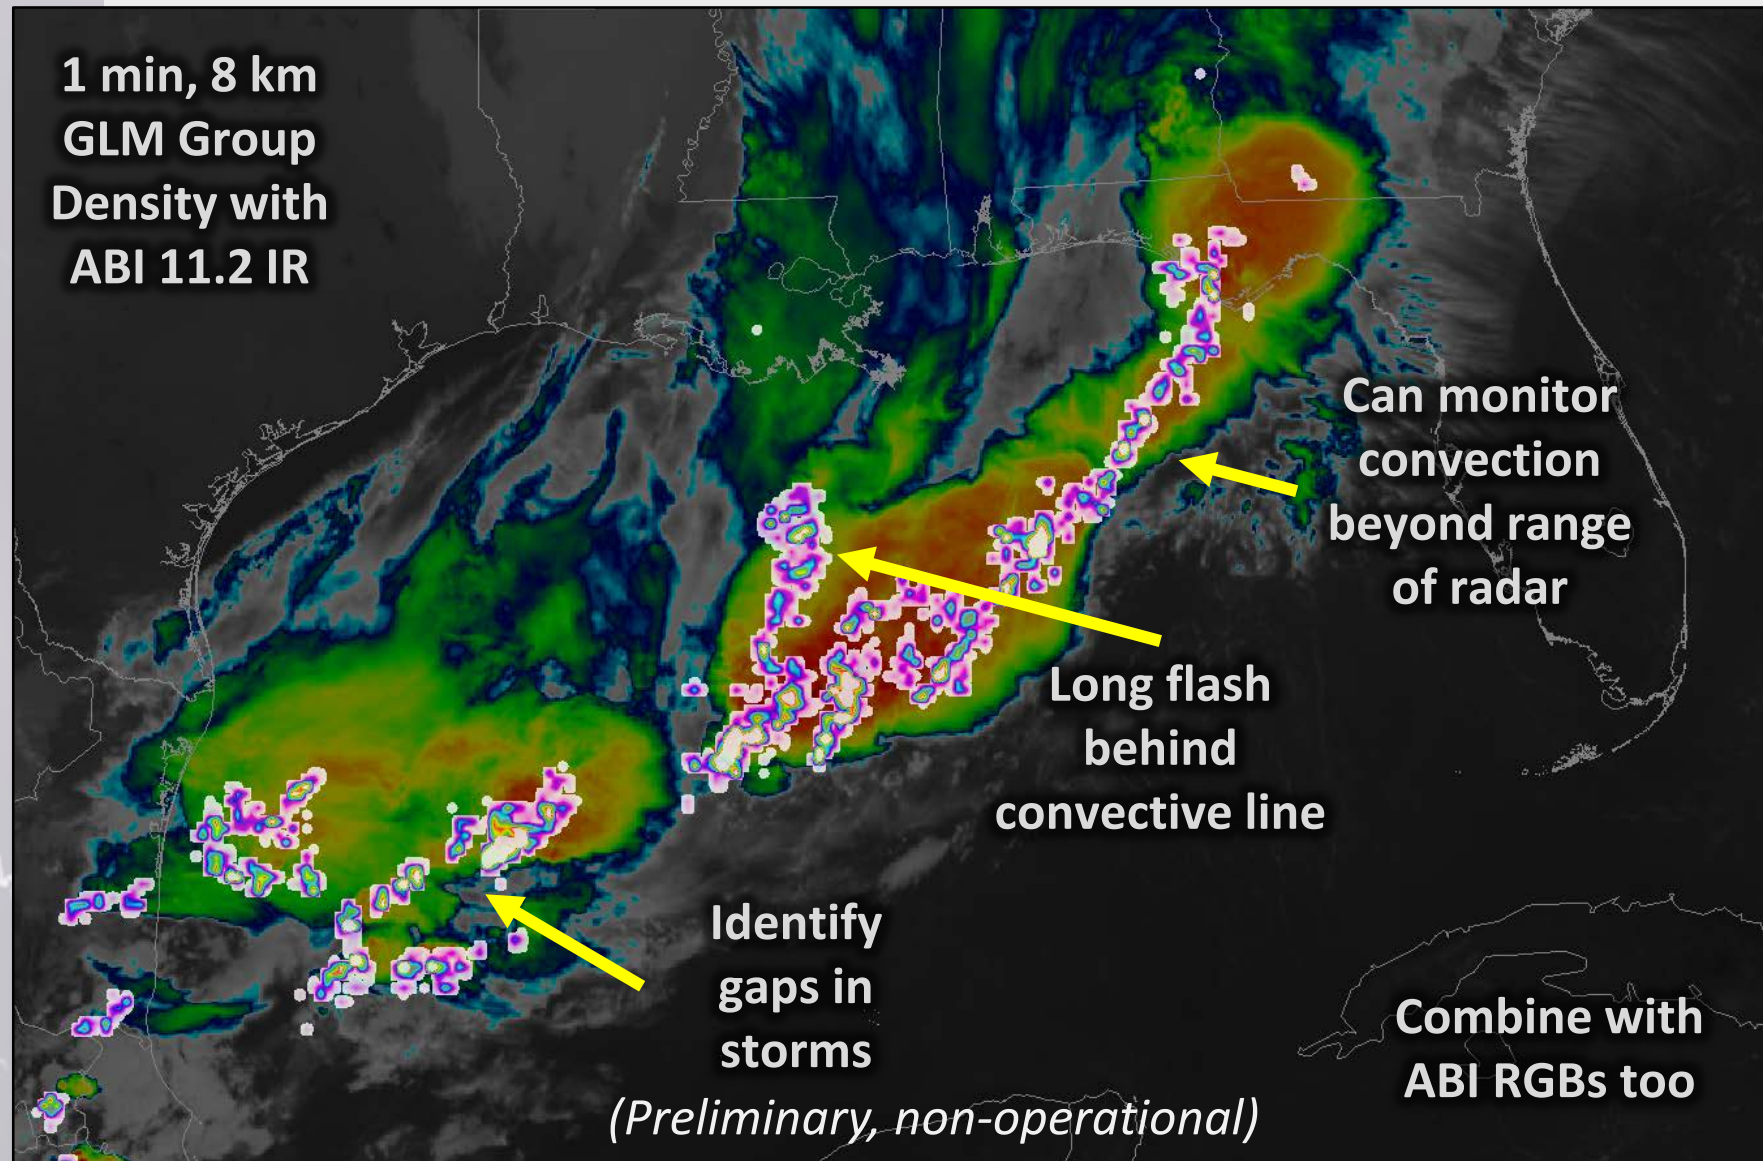 1 min, 8 km
GLM Group
Density with
ABI 11.2 IR
Can monitor
convection
beyond range
of radar
Long flash
behind
convective line
Identify
gaps in
storms
Combine with
ABI RGBs too
(Preliminary, non-operational)